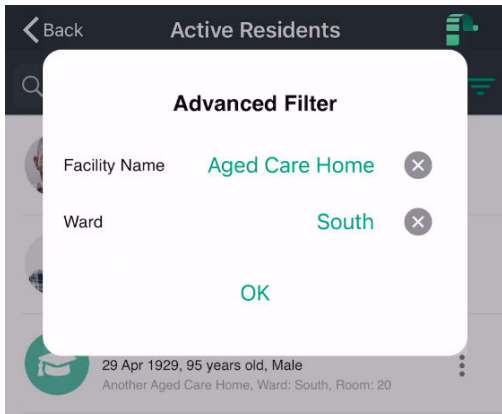 Back
Active Residents
Advanced Filter
Facility Name Aged Care Home
Ward South
OK
29 Apr 1929, 95 years old, Male
Another Aged Care Home, Ward: South, Room: 20